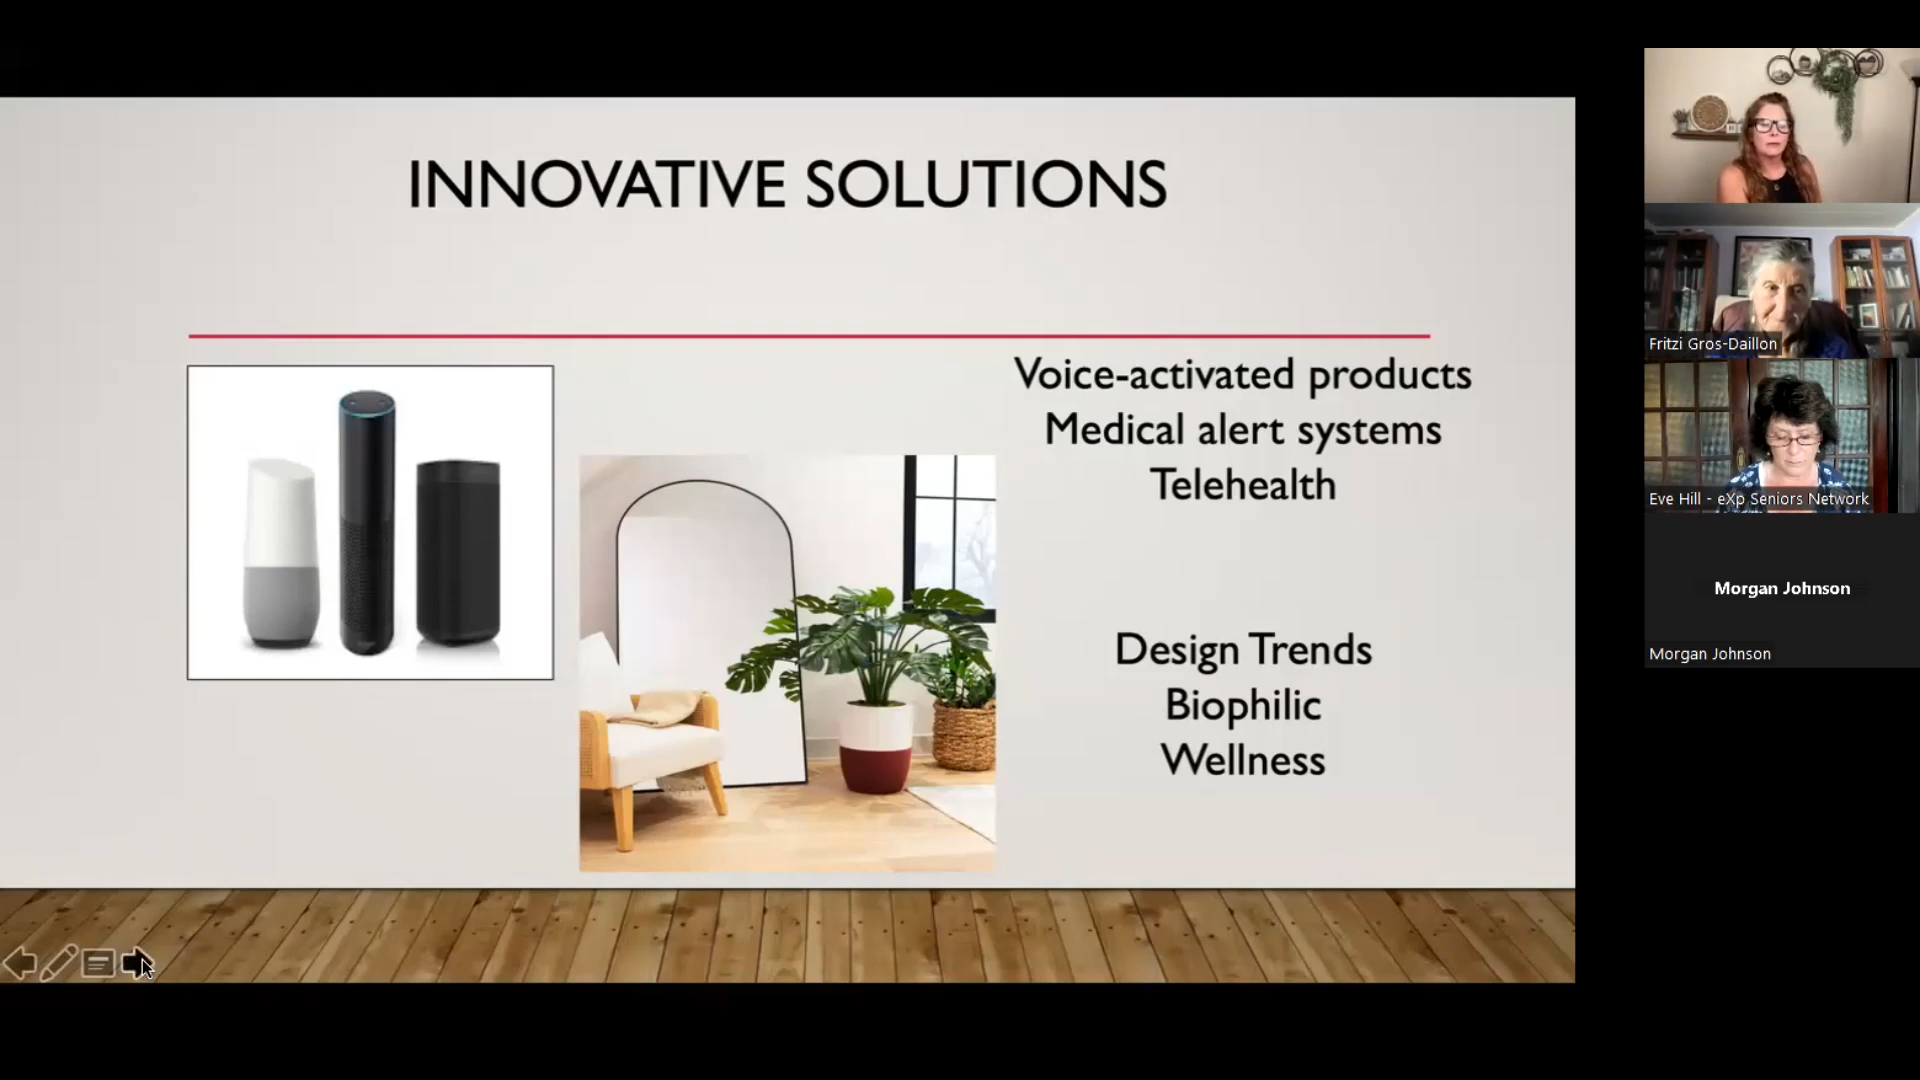 INNOVATIVE SOLUTIONS
Voice-activated products
Medical alert systems
Telehealth
Design Trends
Biophilic
Wellness
Fritzi Gros-Daillon
Eve Hill - eXp Seniors Network
Morgan Johnson
Morgan Johnson